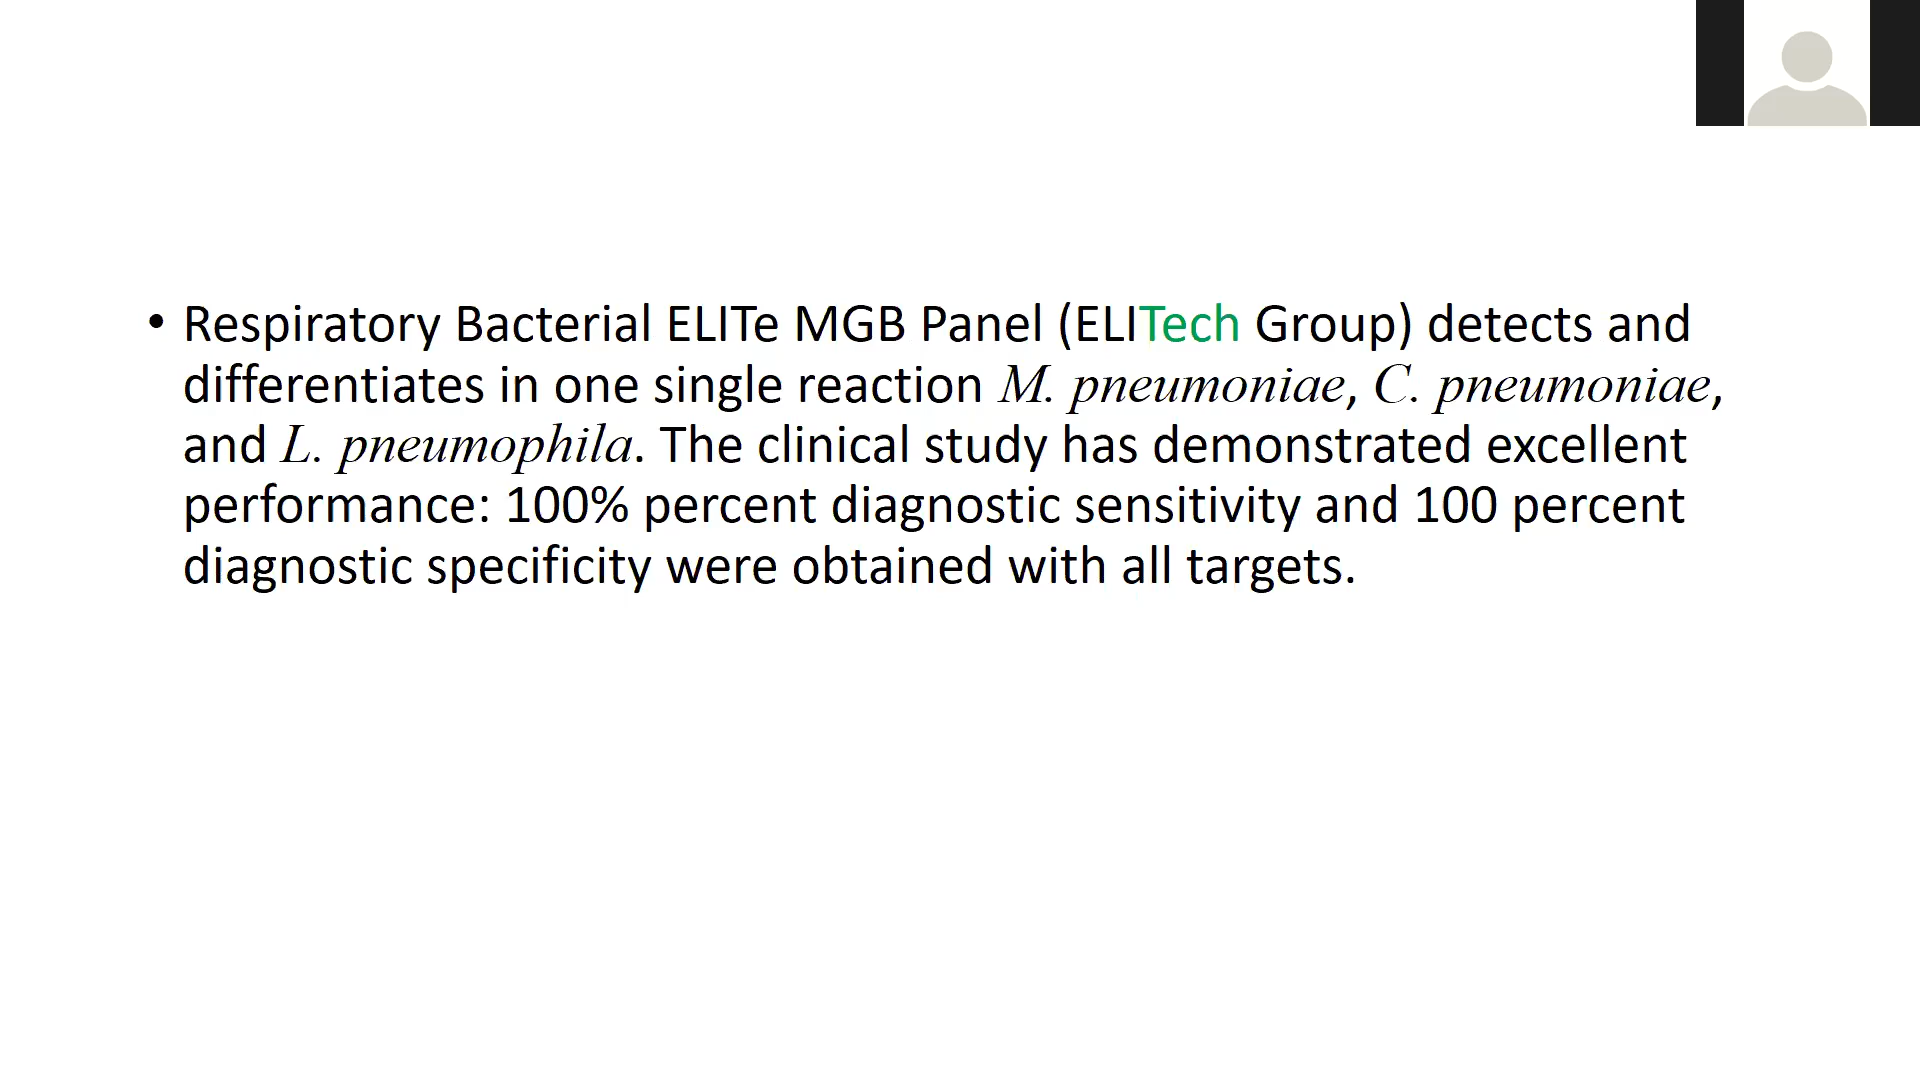 • Respiratory Bacterial ELITe MGB Panel (ELITech Group) detects and
differentiates in one single reaction M. pneumoniae, C. pneumoniae,
and L. pneumophila. The clinical study has demonstrated excellent
performance: 100% percent diagnostic sensitivity and 100 percent
diagnostic specificity were obtained with all targets.